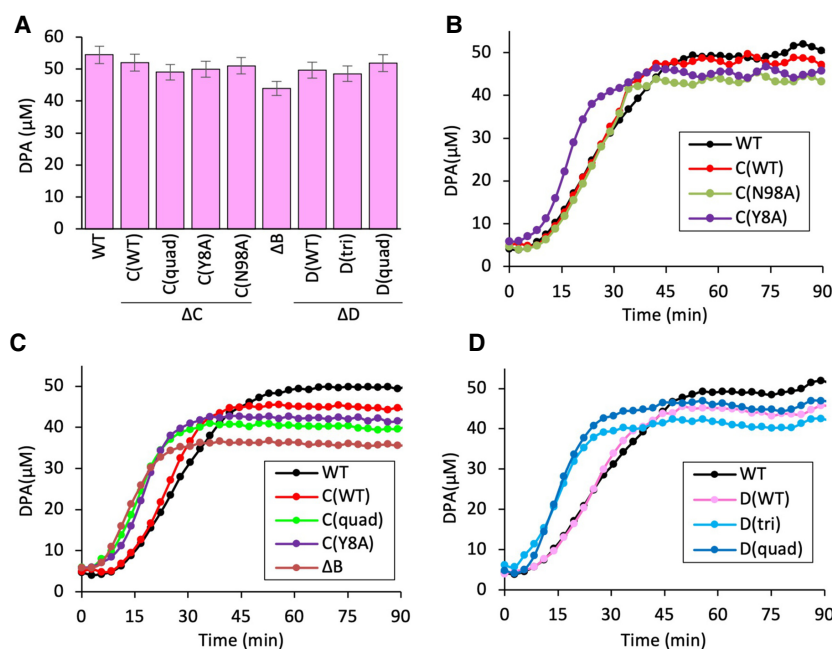 A
DPA (µM)
60
50
40
30
20
10
0
WT
C(WT)
C(quad)
C(Y8A)
C(N98A)
ΔB
D(WT)
D(tri)
D(quad)
ΔC
ΔD
B
DPA(µM)
50
40
30
20
10
0
WT
C(WT)
C(N98A)
C(Y8A)
0 15 30 45 60 75 90
Time (min)
C
DPA(µM)
50
40
30
20
10
0
WT
C(WT)
C(quad)
C(Y8A)
ΔB
0 15 30 45 60 75 90
Time (min)
D
DPA(µM)
50
40
30
20
10
0
WT
D(WT)
D(tri)
D(quad)
0 15 30 45 60 75 90
Time (min)